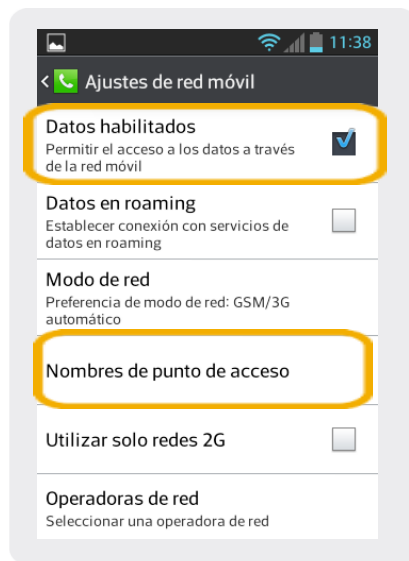 11:38
Ajustes de red móvil
Datos habilitados
Permitir el acceso a los datos a través
de la red móvil
Datos en roaming
Establecer conexión con servicios de
datos en roaming
Modo de red
Preferencia de modo de red: GSM/3G
automático
Nombres de punto de acceso
Utilizar solo redes 2G
Operadoras de red
Seleccionar una operadora de red